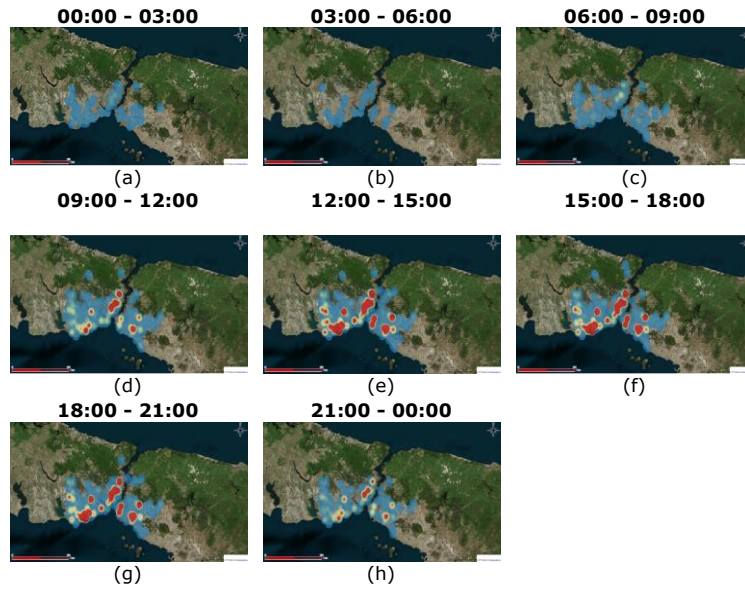 00:00 - 03:00
03:00 - 06:00
06:00 - 09:00
(a)
(b)
(c)
09:00 - 12:00
12:00 - 15:00
15:00 - 18:00
(d)
(e)
(f)
18:00 - 21:00
21:00 - 00:00
(g)
(h)